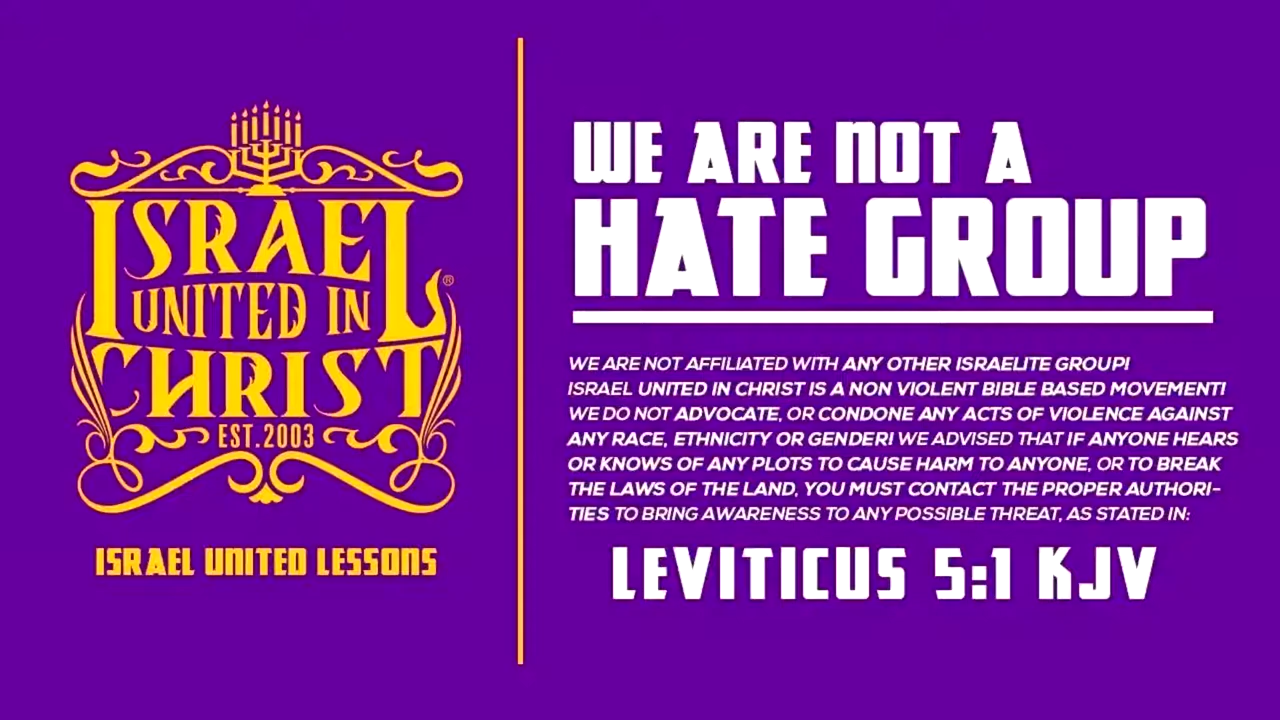 ISRAEL
UNITED IN
CHRIST
®
EST.2003
ISRAEL UNITED LESSONS
WE ARE NOT A
HATE GROUP
WE ARE NOT AFFILIATED WITH ANY OTHER ISRAELITE GROUP!
ISRAEL UNITED IN CHRIST IS A NON VIOLENT BIBLE BASED MOVEMENT!
WE DO NOT ADVOCATE, OR CONDONE ANY ACTS OF VIOLENCE AGAINST
ANY RACE, ETHNICITY OR GENDER! WE ADVISED THAT IF ANYONE HEARS
OR KNOWS OF ANY PLOTS TO CAUSE HARM TO ANYONE, OR TO BREAK
THE LAWS OF THE LAND, YOU MUST CONTACT THE PROPER AUTHORI-
TIES TO BRING AWARENESS TO ANY POSSIBLE THREAT, AS STATED IN:
LEVITICUS 5:1 KJV